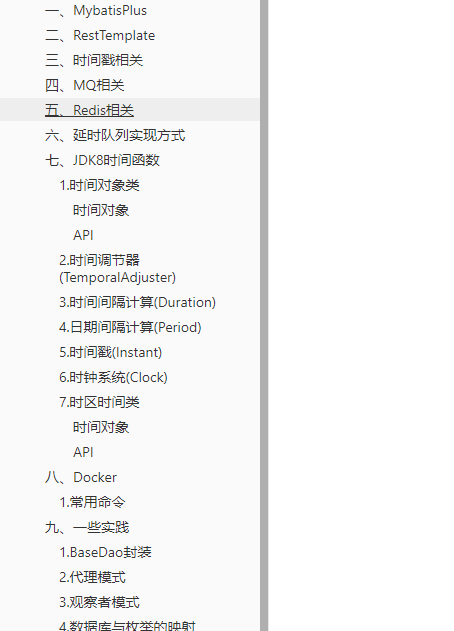 一、MybatisPlus
二、RestTemplate
三、时间戳相关
四、MQ相关
五、Redis相关
六、延时队列实现方式
七、JDK8时间函数
1.时间对象类
时间对象
API
2.时间调节器
(TemporalAdjuster)
3.时间间隔计算(Duration)
4.日期间隔计算(Period)
5.时间戳(Instant)
6.时钟系统(Clock)
7.时区时间类
时间对象
API
八、Docker
1.常用命令
九、一些实践
1.BaseDao封装
2.代理模式
3.观察者模式
4.数据库与枚举的映射